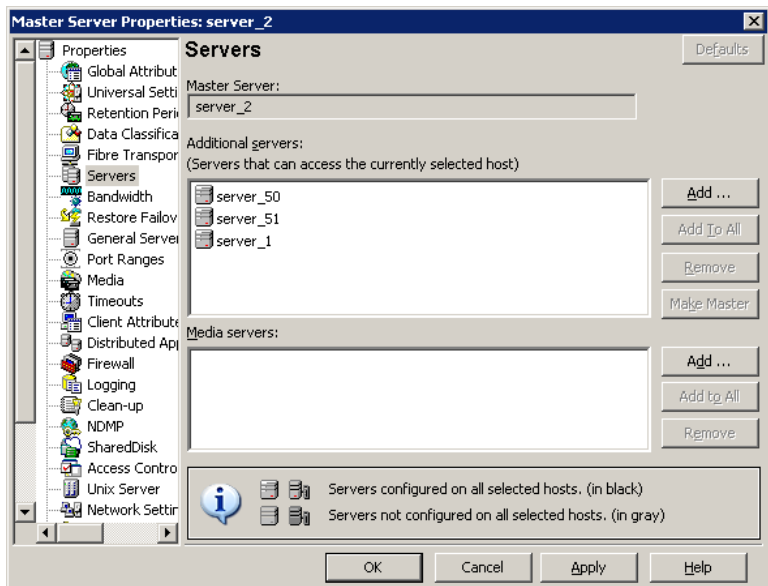 Master Server Properties: server_2
Properties
Global Attribut
Universal Setti
Retention Peri
Data Classifica
Fibre Transpor
Servers
Bandwidth
Restore Failov
General Server
Port Ranges
Media
Timeouts
Client Attribute
Distributed App
Firewall
Logging
Clean-up
NDMP
SharedDisk
Access Contro
Unix Server
Network Settin
Servers
Defaults
Master Server:
server_2
Additional servers:
(Servers that can access the currently selected host)
server_50
server_51
server_1
Add ...
Add To All
Remove
Make Master
Media servers:
Add ...
Add to All
Remove
Servers configured on all selected hosts. (in black)
Servers not configured on all selected hosts. (in gray)
OK
Cancel
Apply
Help